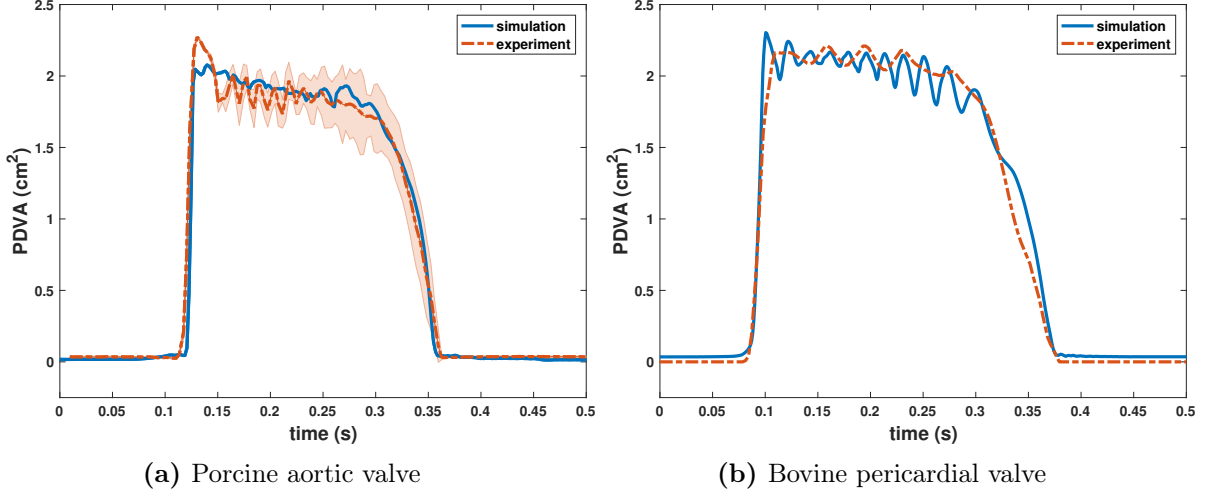 simulation
experiment
2.5
2
1.5
1
0.5
0
PDVA (cm²)
0 0.05 0.1 0.15 0.2 0.25 0.3 0.35 0.4 0.45 0.5
time (s)
(a) Porcine aortic valve
simulation
experiment
2.5
2
1.5
1
0.5
0
PDVA (cm²)
0 0.05 0.1 0.15 0.2 0.25 0.3 0.35 0.4 0.45 0.5
time (s)
(b) Bovine pericardial valve